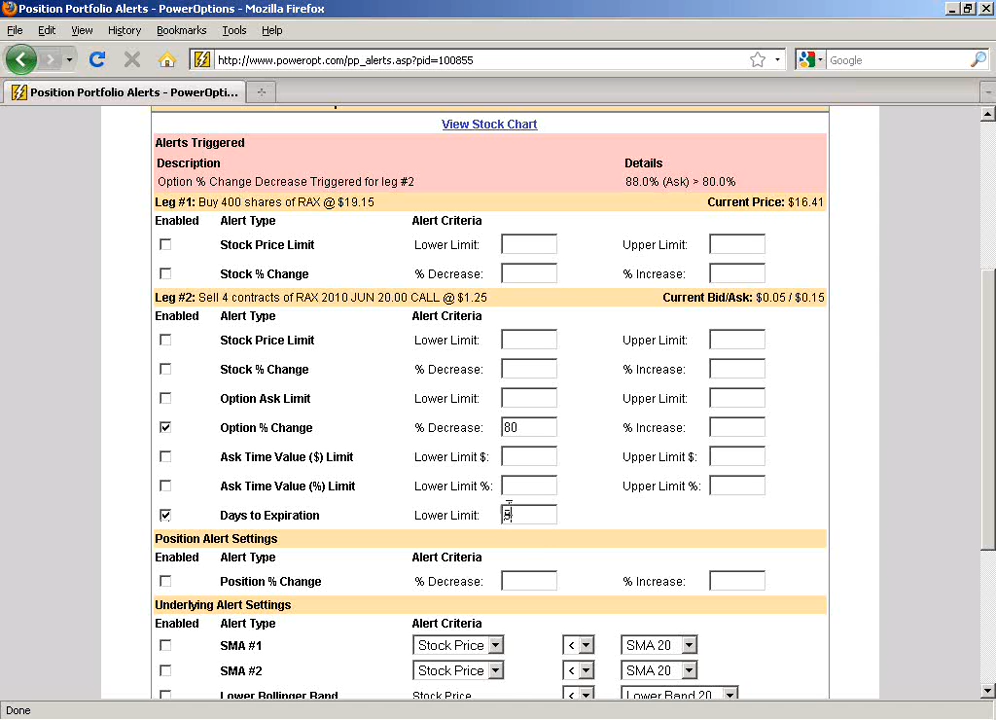 Position Portfolio Alerts - PowerOptions - Mozilla Firefox
File Edit View History Bookmarks Tools Help
http://www.poweropt.com/pp_alerts.asp?pid=100855 Google
Position Portfolio Alerts - PowerOpti...
View Stock Chart
Alerts Triggered
Description Details
Option % Change Decrease Triggered for leg #2 88.0% (Ask) > 80.0%
Leg #1: Buy 400 shares of RAX @ $19.15 Current Price: $16.41
Enabled Alert Type Alert Criteria
Stock Price Limit Lower Limit: Upper Limit:
Stock % Change % Decrease: % Increase:
Leg #2: Sell 4 contracts of RAX 2010 JUN 20.00 CALL @ $1.25 Current Bid/Ask: $0.05 / $0.15
Enabled Alert Type Alert Criteria
Stock Price Limit Lower Limit: Upper Limit:
Stock % Change % Decrease: % Increase:
Option Ask Limit Lower Limit: Upper Limit:
Option % Change % Decrease: 80 % Increase:
Ask Time Value ($) Limit Lower Limit $: Upper Limit $:
Ask Time Value (%) Limit Lower Limit %: Upper Limit %:
Days to Expiration Lower Limit:
Position Alert Settings
Enabled Alert Type Alert Criteria
Position % Change % Decrease: % Increase:
Underlying Alert Settings
Enabled Alert Type Alert Criteria
SMA #1 Stock Price < SMA 20
SMA #2 Stock Price < SMA 20
Lower Bollinger Band Stock Price < Lower Band 20
Done